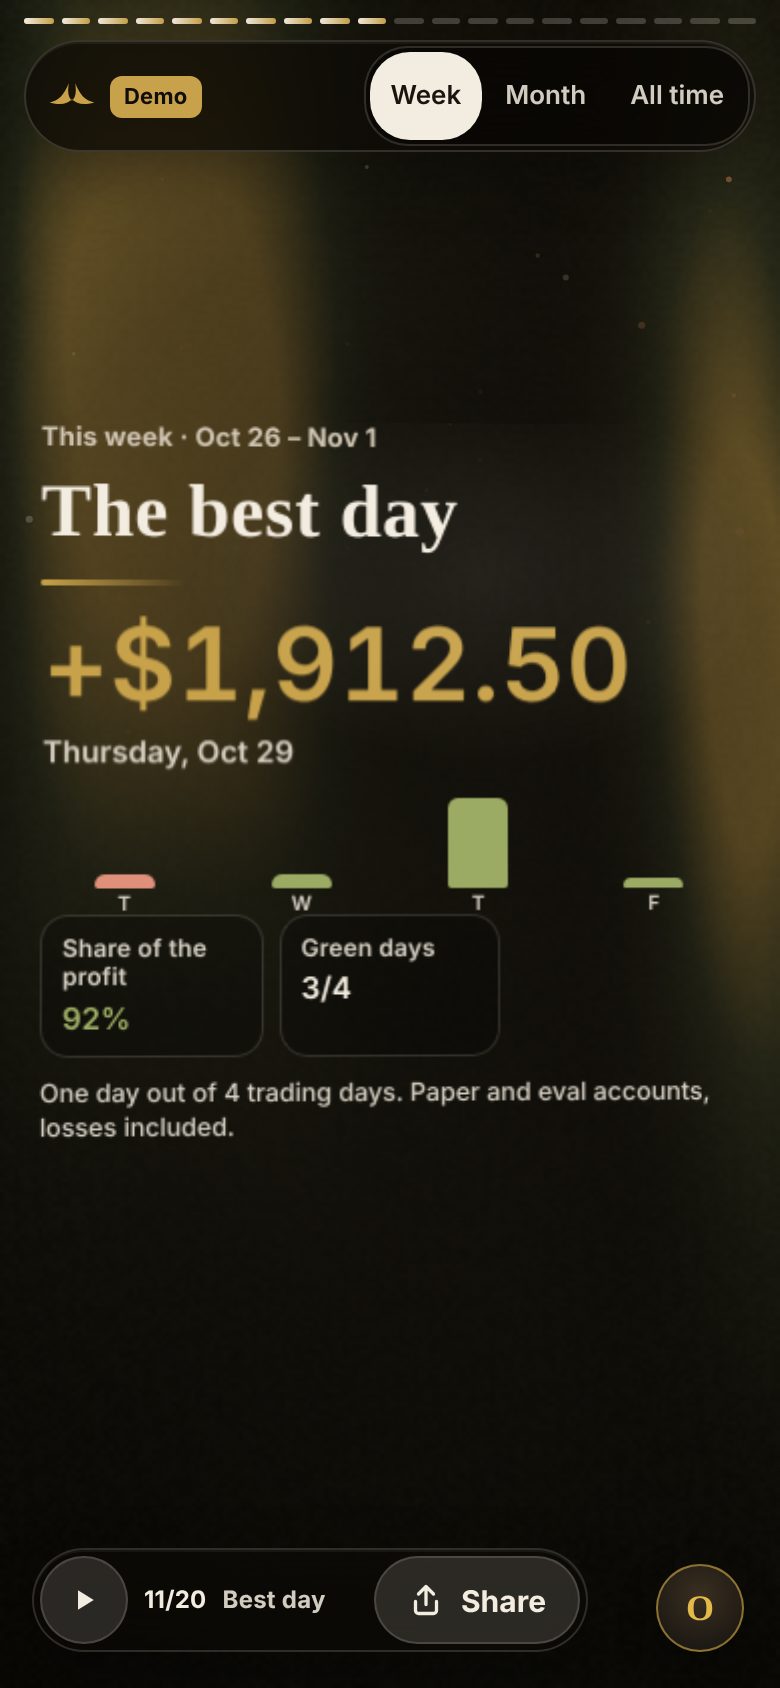 Demo
Week
Month
All time
This week · Oct 26 – Nov 1
The best day
+$1,912.50
Thursday, Oct 29
T
W
T
F
Share of the
profit
92%
Green days
3/4
One day out of 4 trading days. Paper and eval accounts,
losses included.
11/20 Best day
Share
O